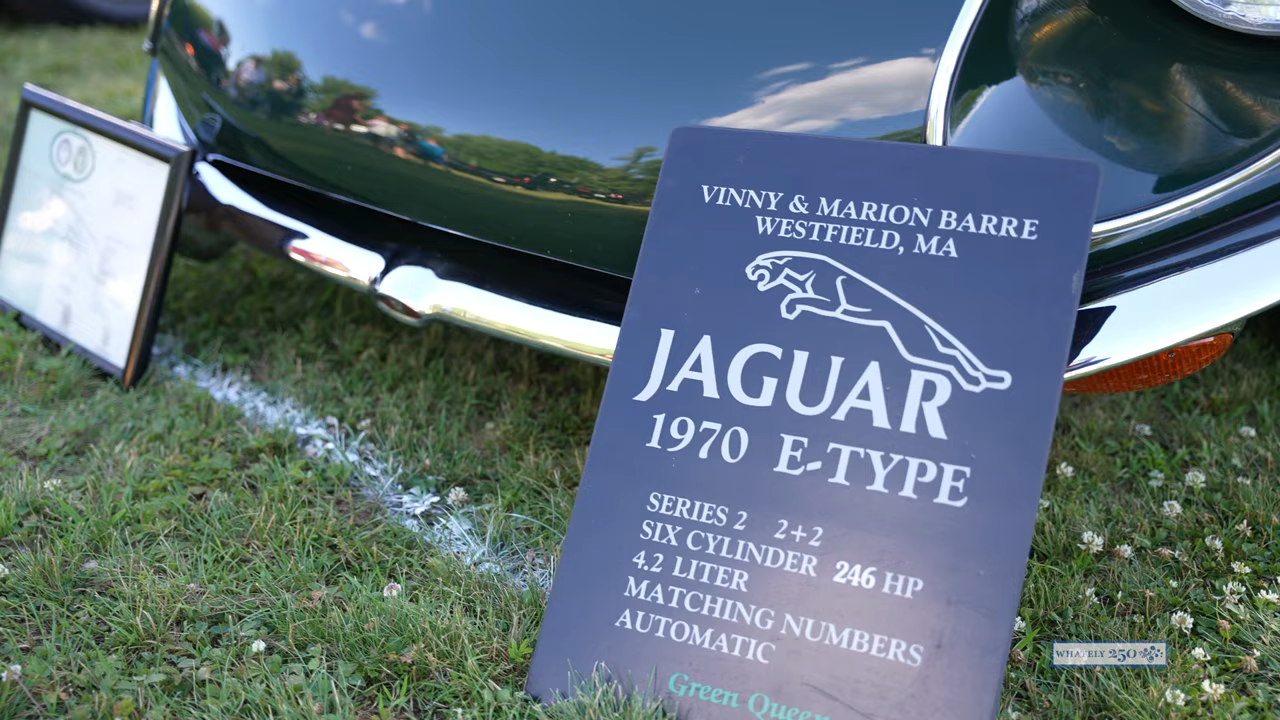 VINNY & MARION BARRE
WESTFIELD, MA
JAGUAR
1970 E-TYPE
SERIES 2 2+2
SIX CYLINDER 246 HP
4.2 LITER
MATCHING NUMBERS
AUTOMATIC
Green Queen
WHATELY 250